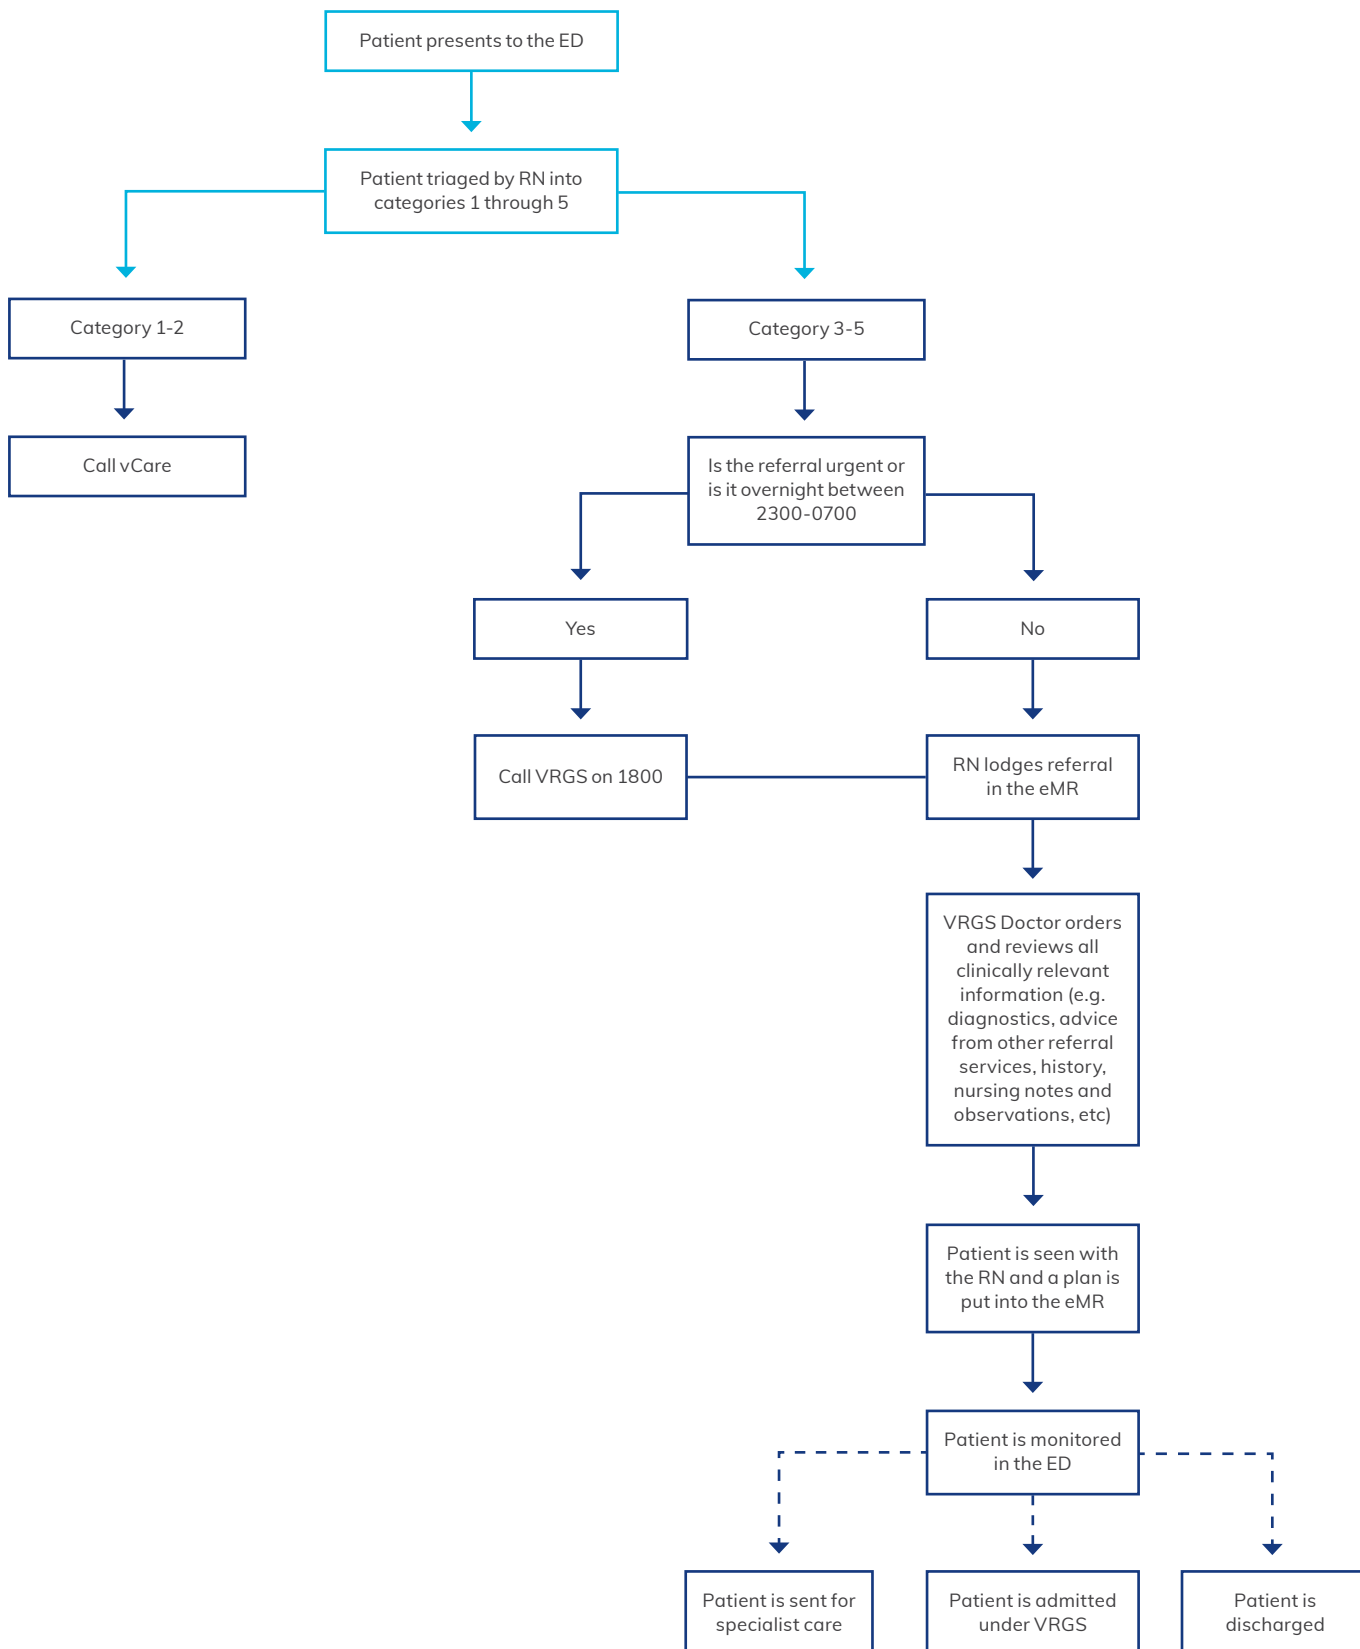 Patient presents to the ED
Patient triaged by RN into
categories 1 through 5
Category 1-2
Category 3-5
Call vCare
Is the referral urgent or
is it overnight between
2300-0700
Yes
No
Call VRGS on 1800
RN lodges referral
in the eMR
VRGS Doctor orders
and reviews all
clinically relevant
information (e.g.
diagnostics, advice
from other referral
services, history,
nursing notes and
observations, etc)
Patient is seen with
the RN and a plan is
put into the eMR
Patient is monitored
in the ED
Patient is sent for
specialist care
Patient is admitted
under VRGS
Patient is
discharged